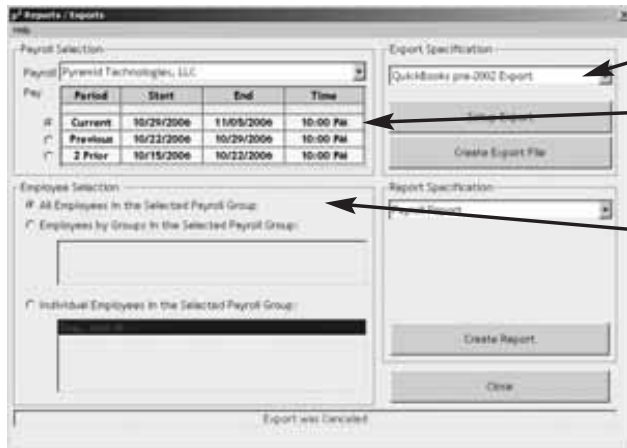 Reports / Exports
Help
Payroll Selection
Payroll Pyramid Technologies, LLC
Pay Period Start End Time
Current 10/29/2006 11/05/2006 10:00 PM
Previous 10/22/2006 10/29/2006 10:00 PM
2 Prior 10/15/2006 10/22/2006 10:00 PM
Export Specification
QuickBooks pre-2002 Export
Setup Export
Create Export File
Employee Selection
All Employees in the Selected Payroll Group
Employees by Groups in the Selected Payroll Group:
Individual Employees in the Selected Payroll Group:
Report Specification
Payroll Report
Create Report
Close
Export was Canceled